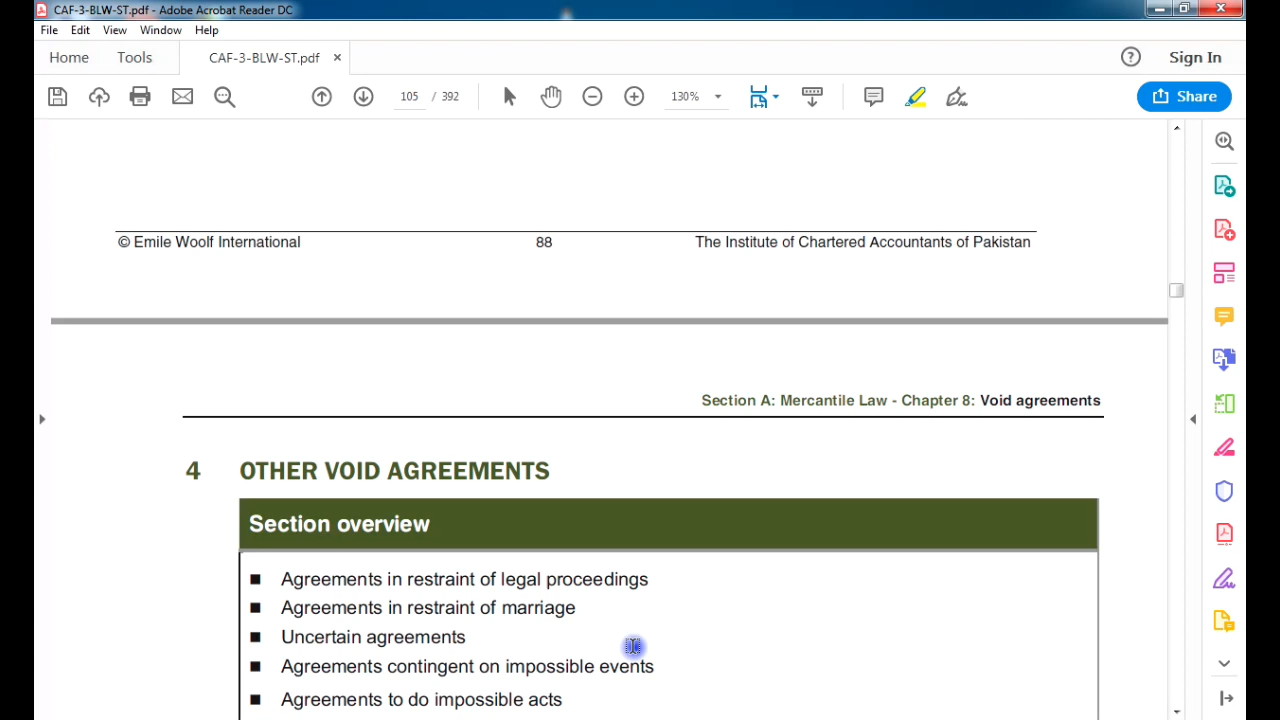 CAF-3-BLW-ST.pdf - Adobe Acrobat Reader DC
File Edit View Window Help
Home Tools CAF-3-BLW-ST.pdf × Sign In
105 / 392 130% Share
© Emile Woolf International 88 The Institute of Chartered Accountants of Pakistan
Section A: Mercantile Law - Chapter 8: Void agreements
4 OTHER VOID AGREEMENTS
Section overview
■ Agreements in restraint of legal proceedings
■ Agreements in restraint of marriage
■ Uncertain agreements
■ Agreements contingent on impossible events
■ Agreements to do impossible acts